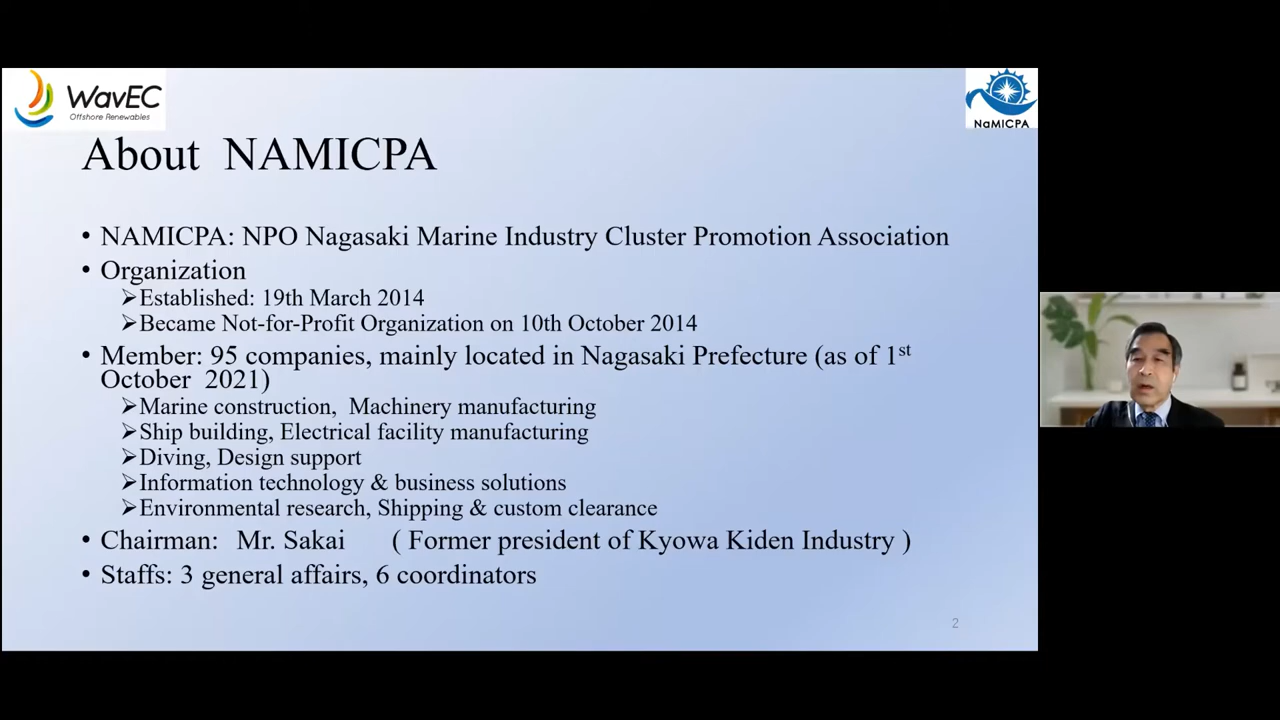 WavEC
Offshore Renewables
NaMICPA
About NAMICPA
• NAMICPA: NPO Nagasaki Marine Industry Cluster Promotion Association
• Organization
➢Established: 19th March 2014
➢Became Not-for-Profit Organization on 10th October 2014
• Member: 95 companies, mainly located in Nagasaki Prefecture (as of 1st
October 2021)
➢Marine construction, Machinery manufacturing
➢Ship building, Electrical facility manufacturing
➢Diving, Design support
➢Information technology & business solutions
➢Environmental research, Shipping & custom clearance
• Chairman: Mr. Sakai ( Former president of Kyowa Kiden Industry )
• Staffs: 3 general affairs, 6 coordinators
2